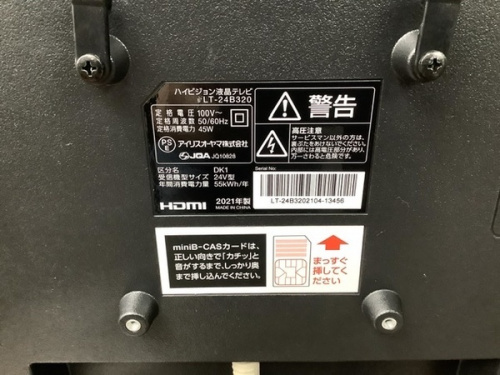 ハイビジョン液晶テレビ
LT-24B320
定格電圧 100V~
定格周波数 50/60Hz
定格消費電力 45W
PS
E
アイリスオーヤマ株式会社
JQA JQ10828
区分名 DK1
受信機型サイズ 24V型
年間消費電力量 55kWh/年
HDMI
2021年製
MADE IN CHINA
警告
高圧注意
サービスマン以外の方は、
裏ぶたをあけないでください。
内部には高電圧部分が、
万一さわると危険です。
Serial No:
LT-24B3202104-13456
miniB-CASカードは、
正しい向きで「カチッ」と
音がするまで、しっかり奥
まで挿し込んでください。
まっすぐ
挿してく
ださい